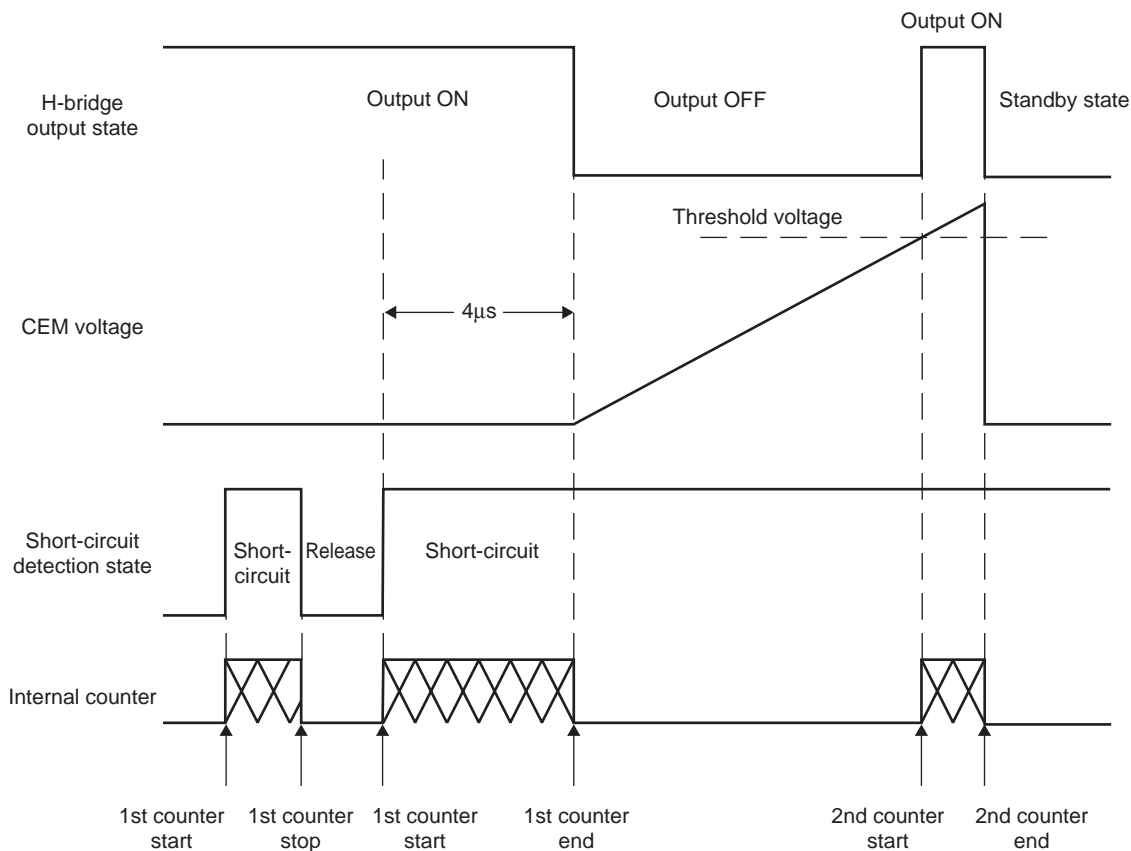 Output ON
H-bridge
output state
Output ON
Output OFF
Standby state
Threshold voltage
CEM voltage
4μs
Short-circuit
detection state
Short-
circuit
Release
Short-circuit
Internal counter
1st counter
start
1st counter
stop
1st counter
start
1st counter
end
2nd counter
start
2nd counter
end